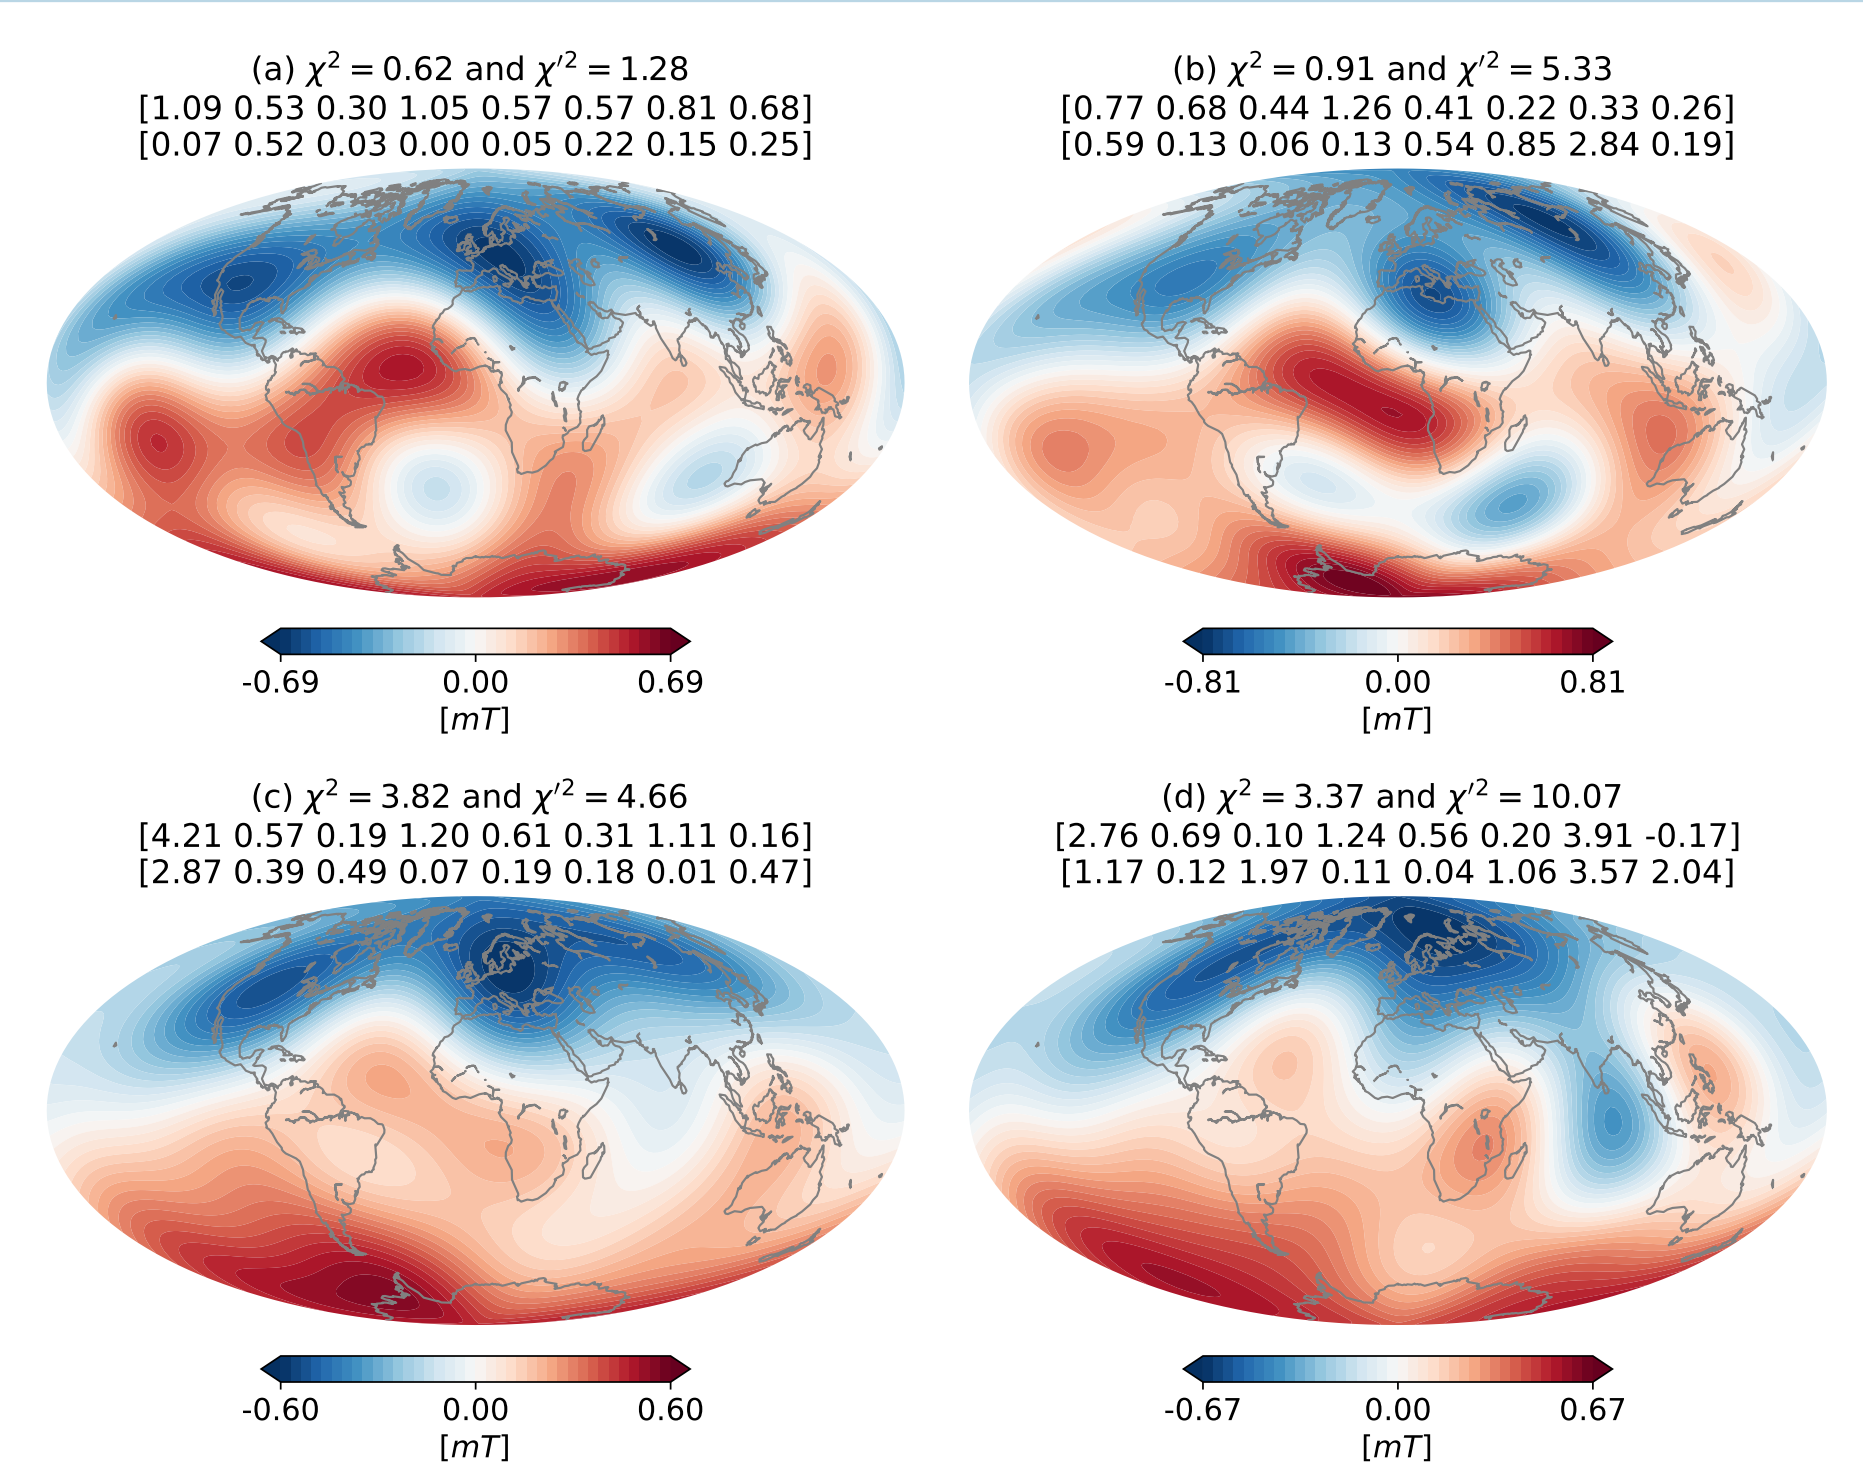 (a) χ² = 0.62 and χ′² = 1.28
[1.09 0.53 0.30 1.05 0.57 0.57 0.81 0.68]
[0.07 0.52 0.03 0.00 0.05 0.22 0.15 0.25]
-0.69 0.00 0.69
[mT]
(b) χ² = 0.91 and χ′² = 5.33
[0.77 0.68 0.44 1.26 0.41 0.22 0.33 0.26]
[0.59 0.13 0.06 0.13 0.54 0.85 2.84 0.19]
-0.81 0.00 0.81
[mT]
(c) χ² = 3.82 and χ′² = 4.66
[4.21 0.57 0.19 1.20 0.61 0.31 1.11 0.16]
[2.87 0.39 0.49 0.07 0.19 0.18 0.01 0.47]
-0.60 0.00 0.60
[mT]
(d) χ² = 3.37 and χ′² = 10.07
[2.76 0.69 0.10 1.24 0.56 0.20 3.91 -0.17]
[1.17 0.12 1.97 0.11 0.04 1.06 3.57 2.04]
-0.67 0.00 0.67
[mT]